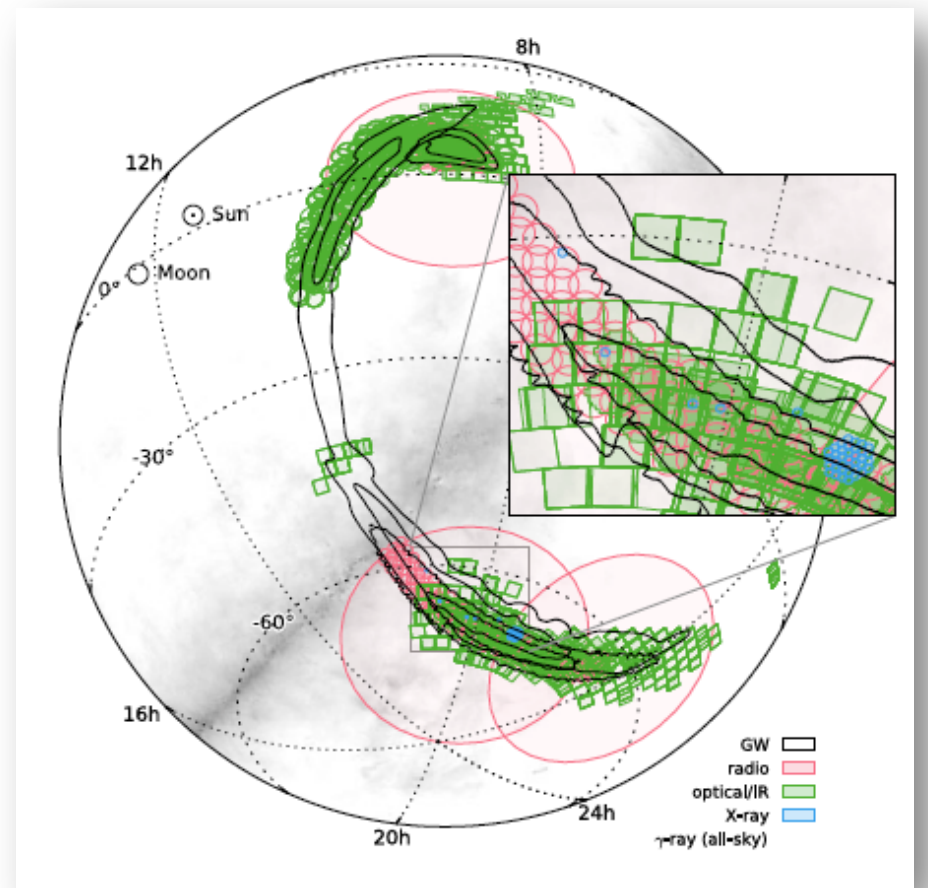 8h
12h
Sun
Moon
0°
-30°
-60°
16h
20h
24h
GW
radio
optical/IR
X-ray
γ-ray (all-sky)